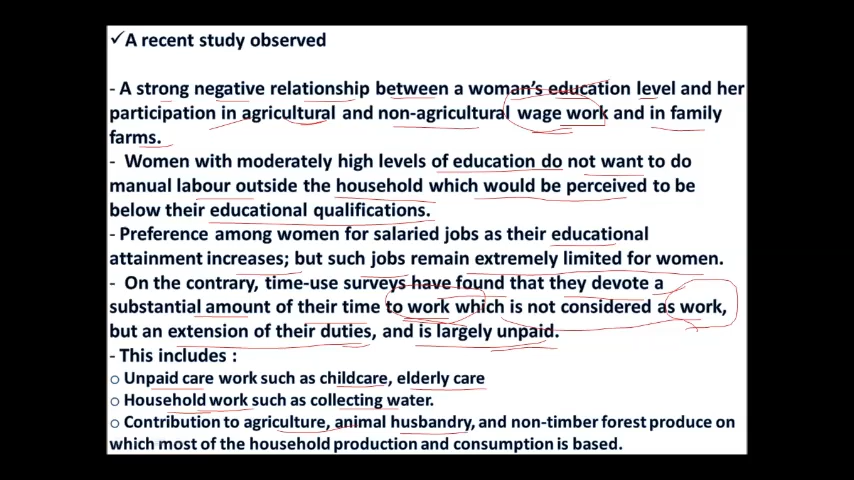 ✓A recent study observed
- A strong negative relationship between a woman's education level and her
participation in agricultural and non-agricultural wage work and in family
farms.
- Women with moderately high levels of education do not want to do
manual labour outside the household which would be perceived to be
below their educational qualifications.
- Preference among women for salaried jobs as their educational
attainment increases; but such jobs remain extremely limited for women.
- On the contrary, time-use surveys have found that they devote a
substantial amount of their time to work which is not considered as work,
but an extension of their duties, and is largely unpaid.
- This includes :
o Unpaid care work such as childcare, elderly care
o Household work such as collecting water.
o Contribution to agriculture, animal husbandry, and non-timber forest produce on
which most of the household production and consumption is based.